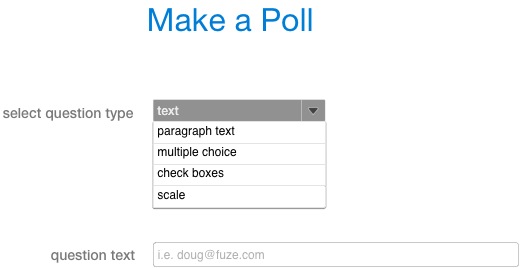 Make a Poll
select question type
text
paragraph text
multiple choice
check boxes
scale
question text
i.e. doug@fuze.com